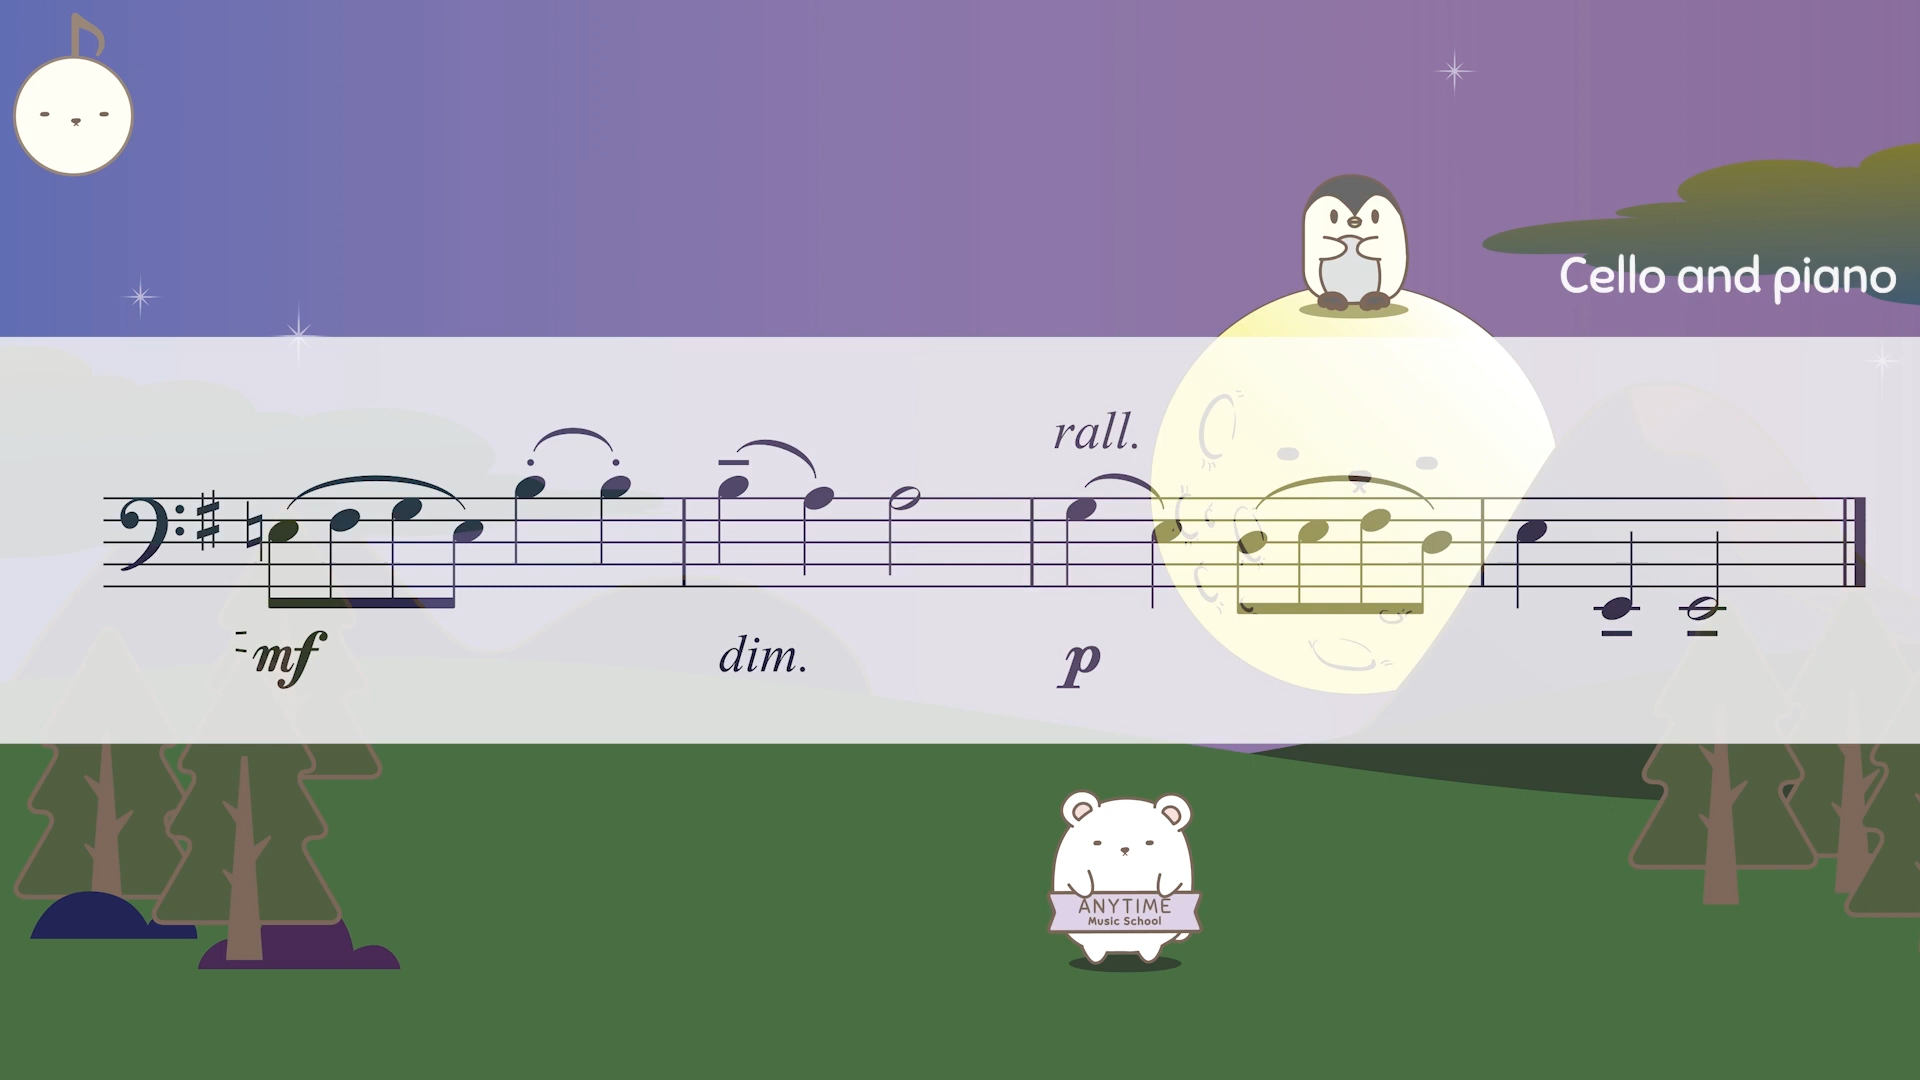 Cello and piano
rall.
mf
dim.
p
ANYTIME
Music School